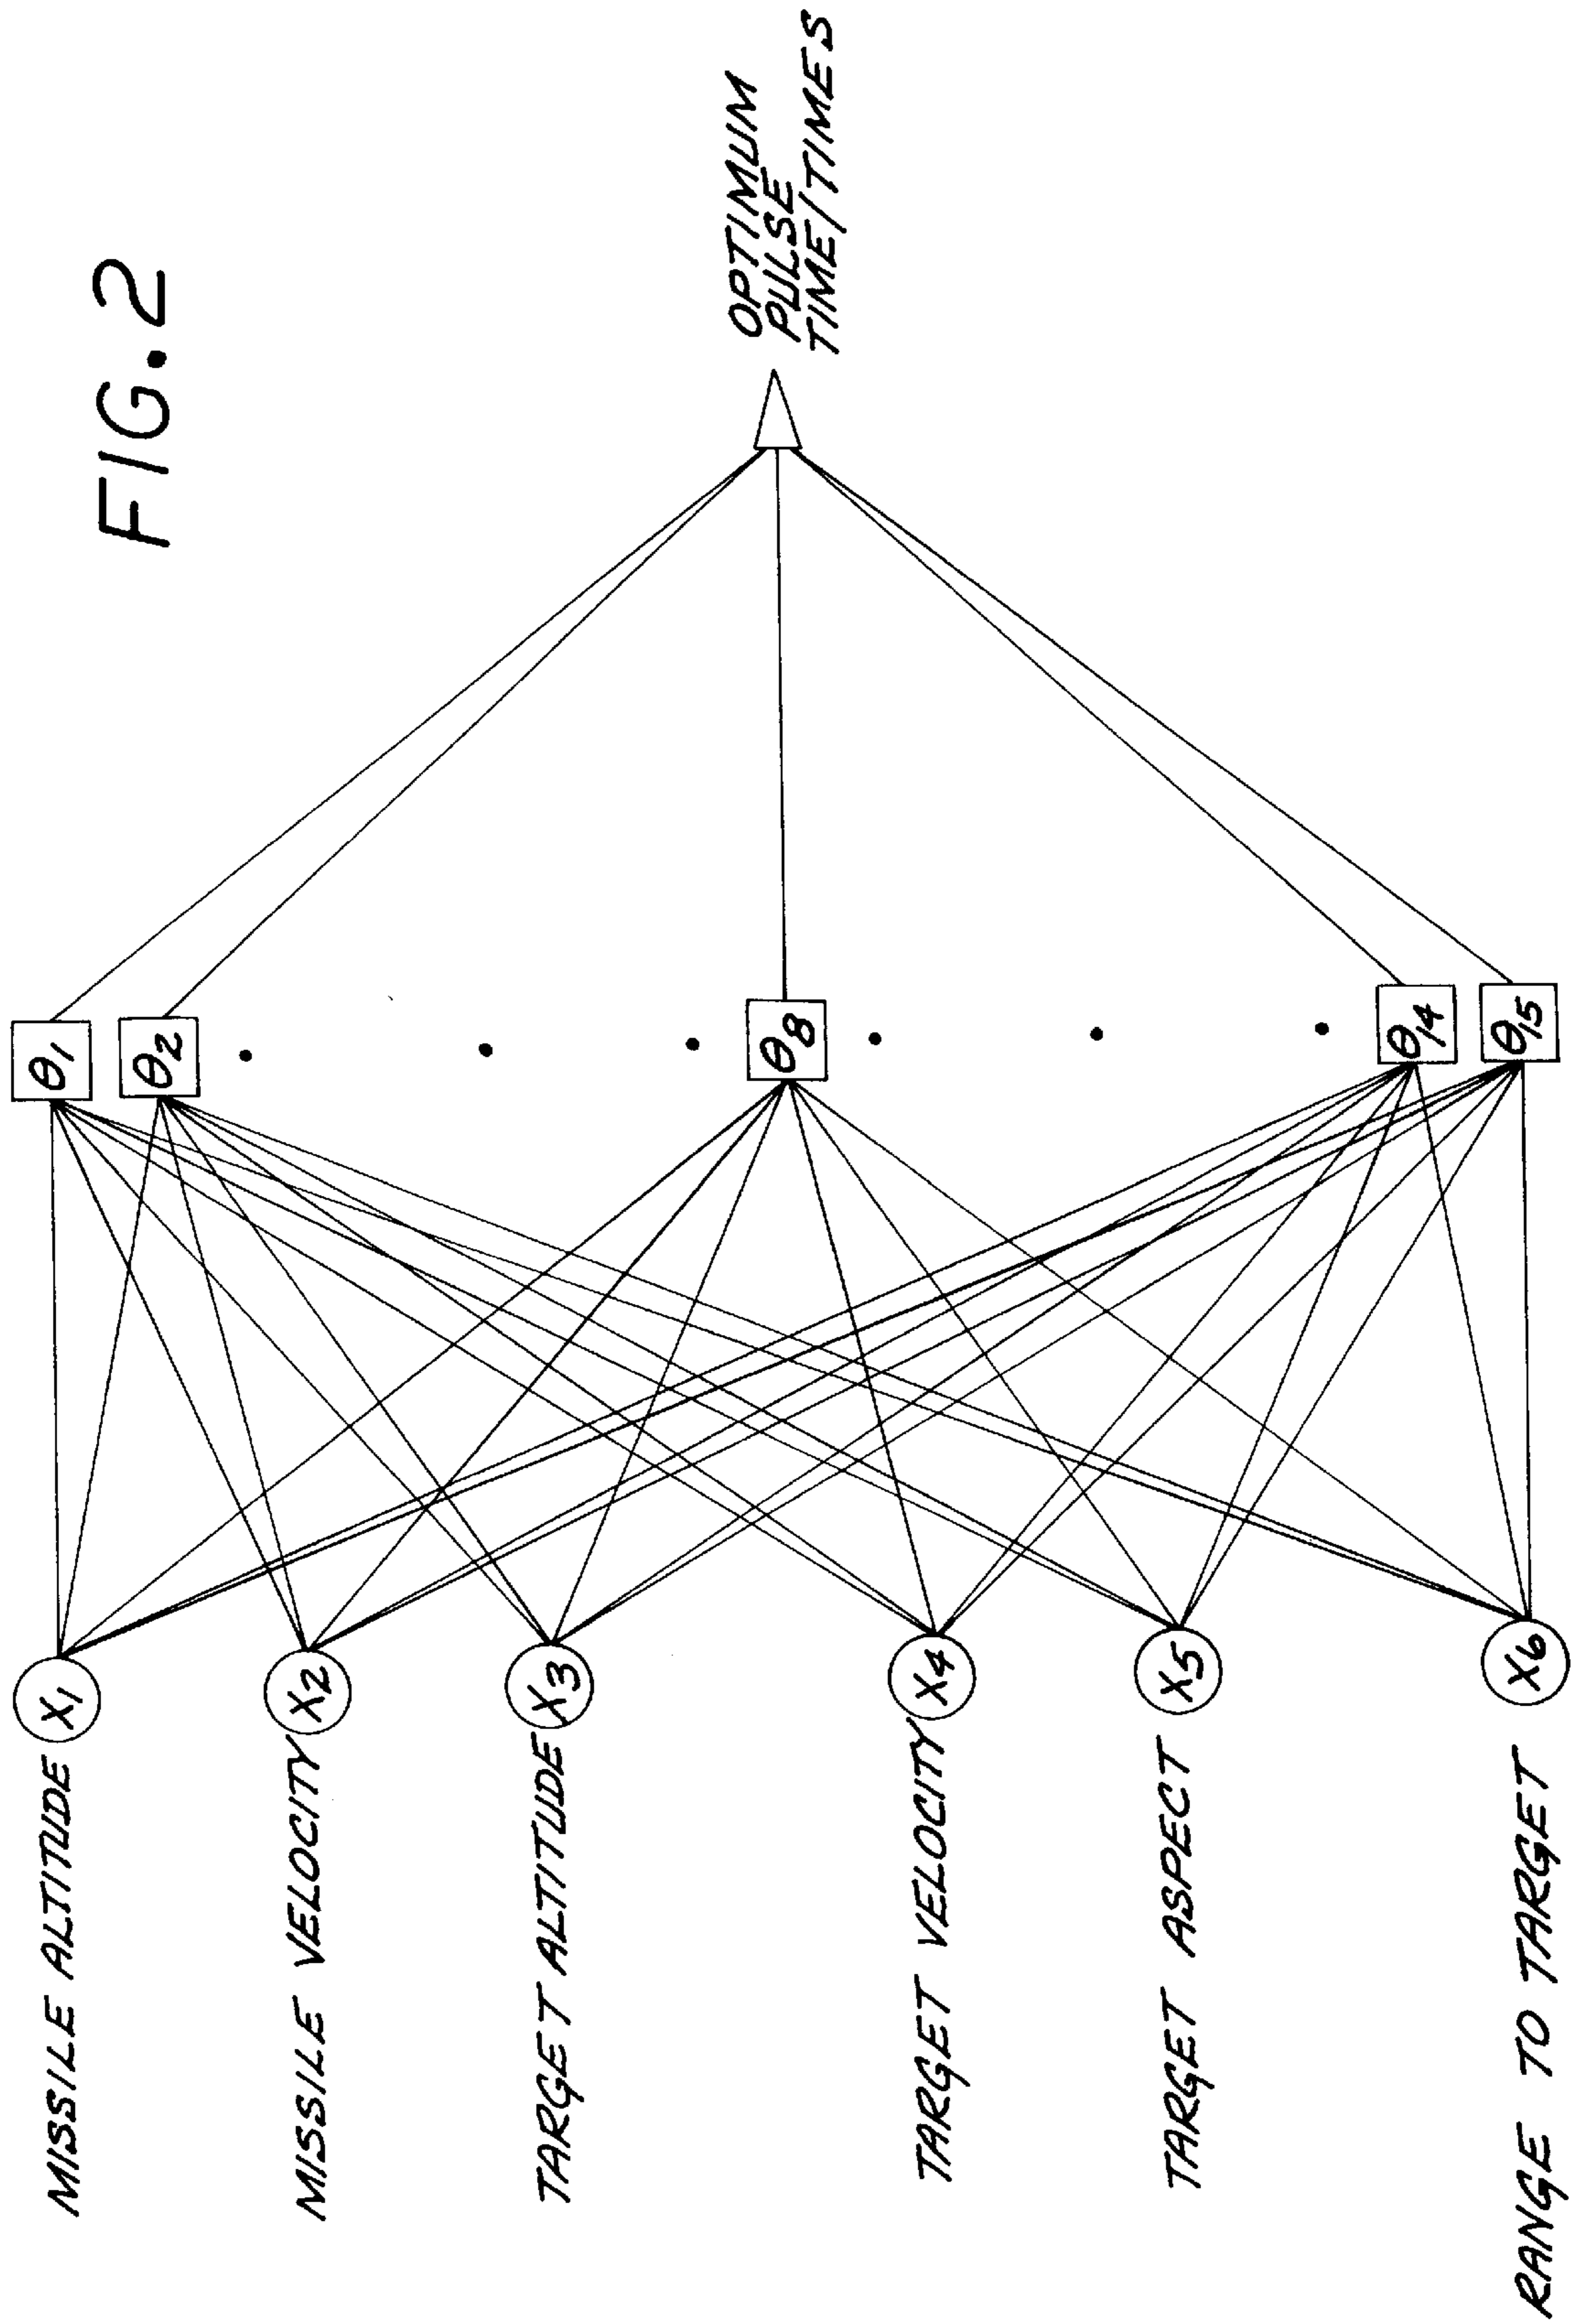 FIG. 2
MISSILE ALTITUDE X1
MISSILE VELOCITY X2
TARGET ALTITUDE X3
TARGET VELOCITY X4
TARGET ASPECT X5
RANGE TO TARGET X6
θ1
θ2
θ8
θ14
θ15
OPTIMUM
PULSE
TIME/TIMES